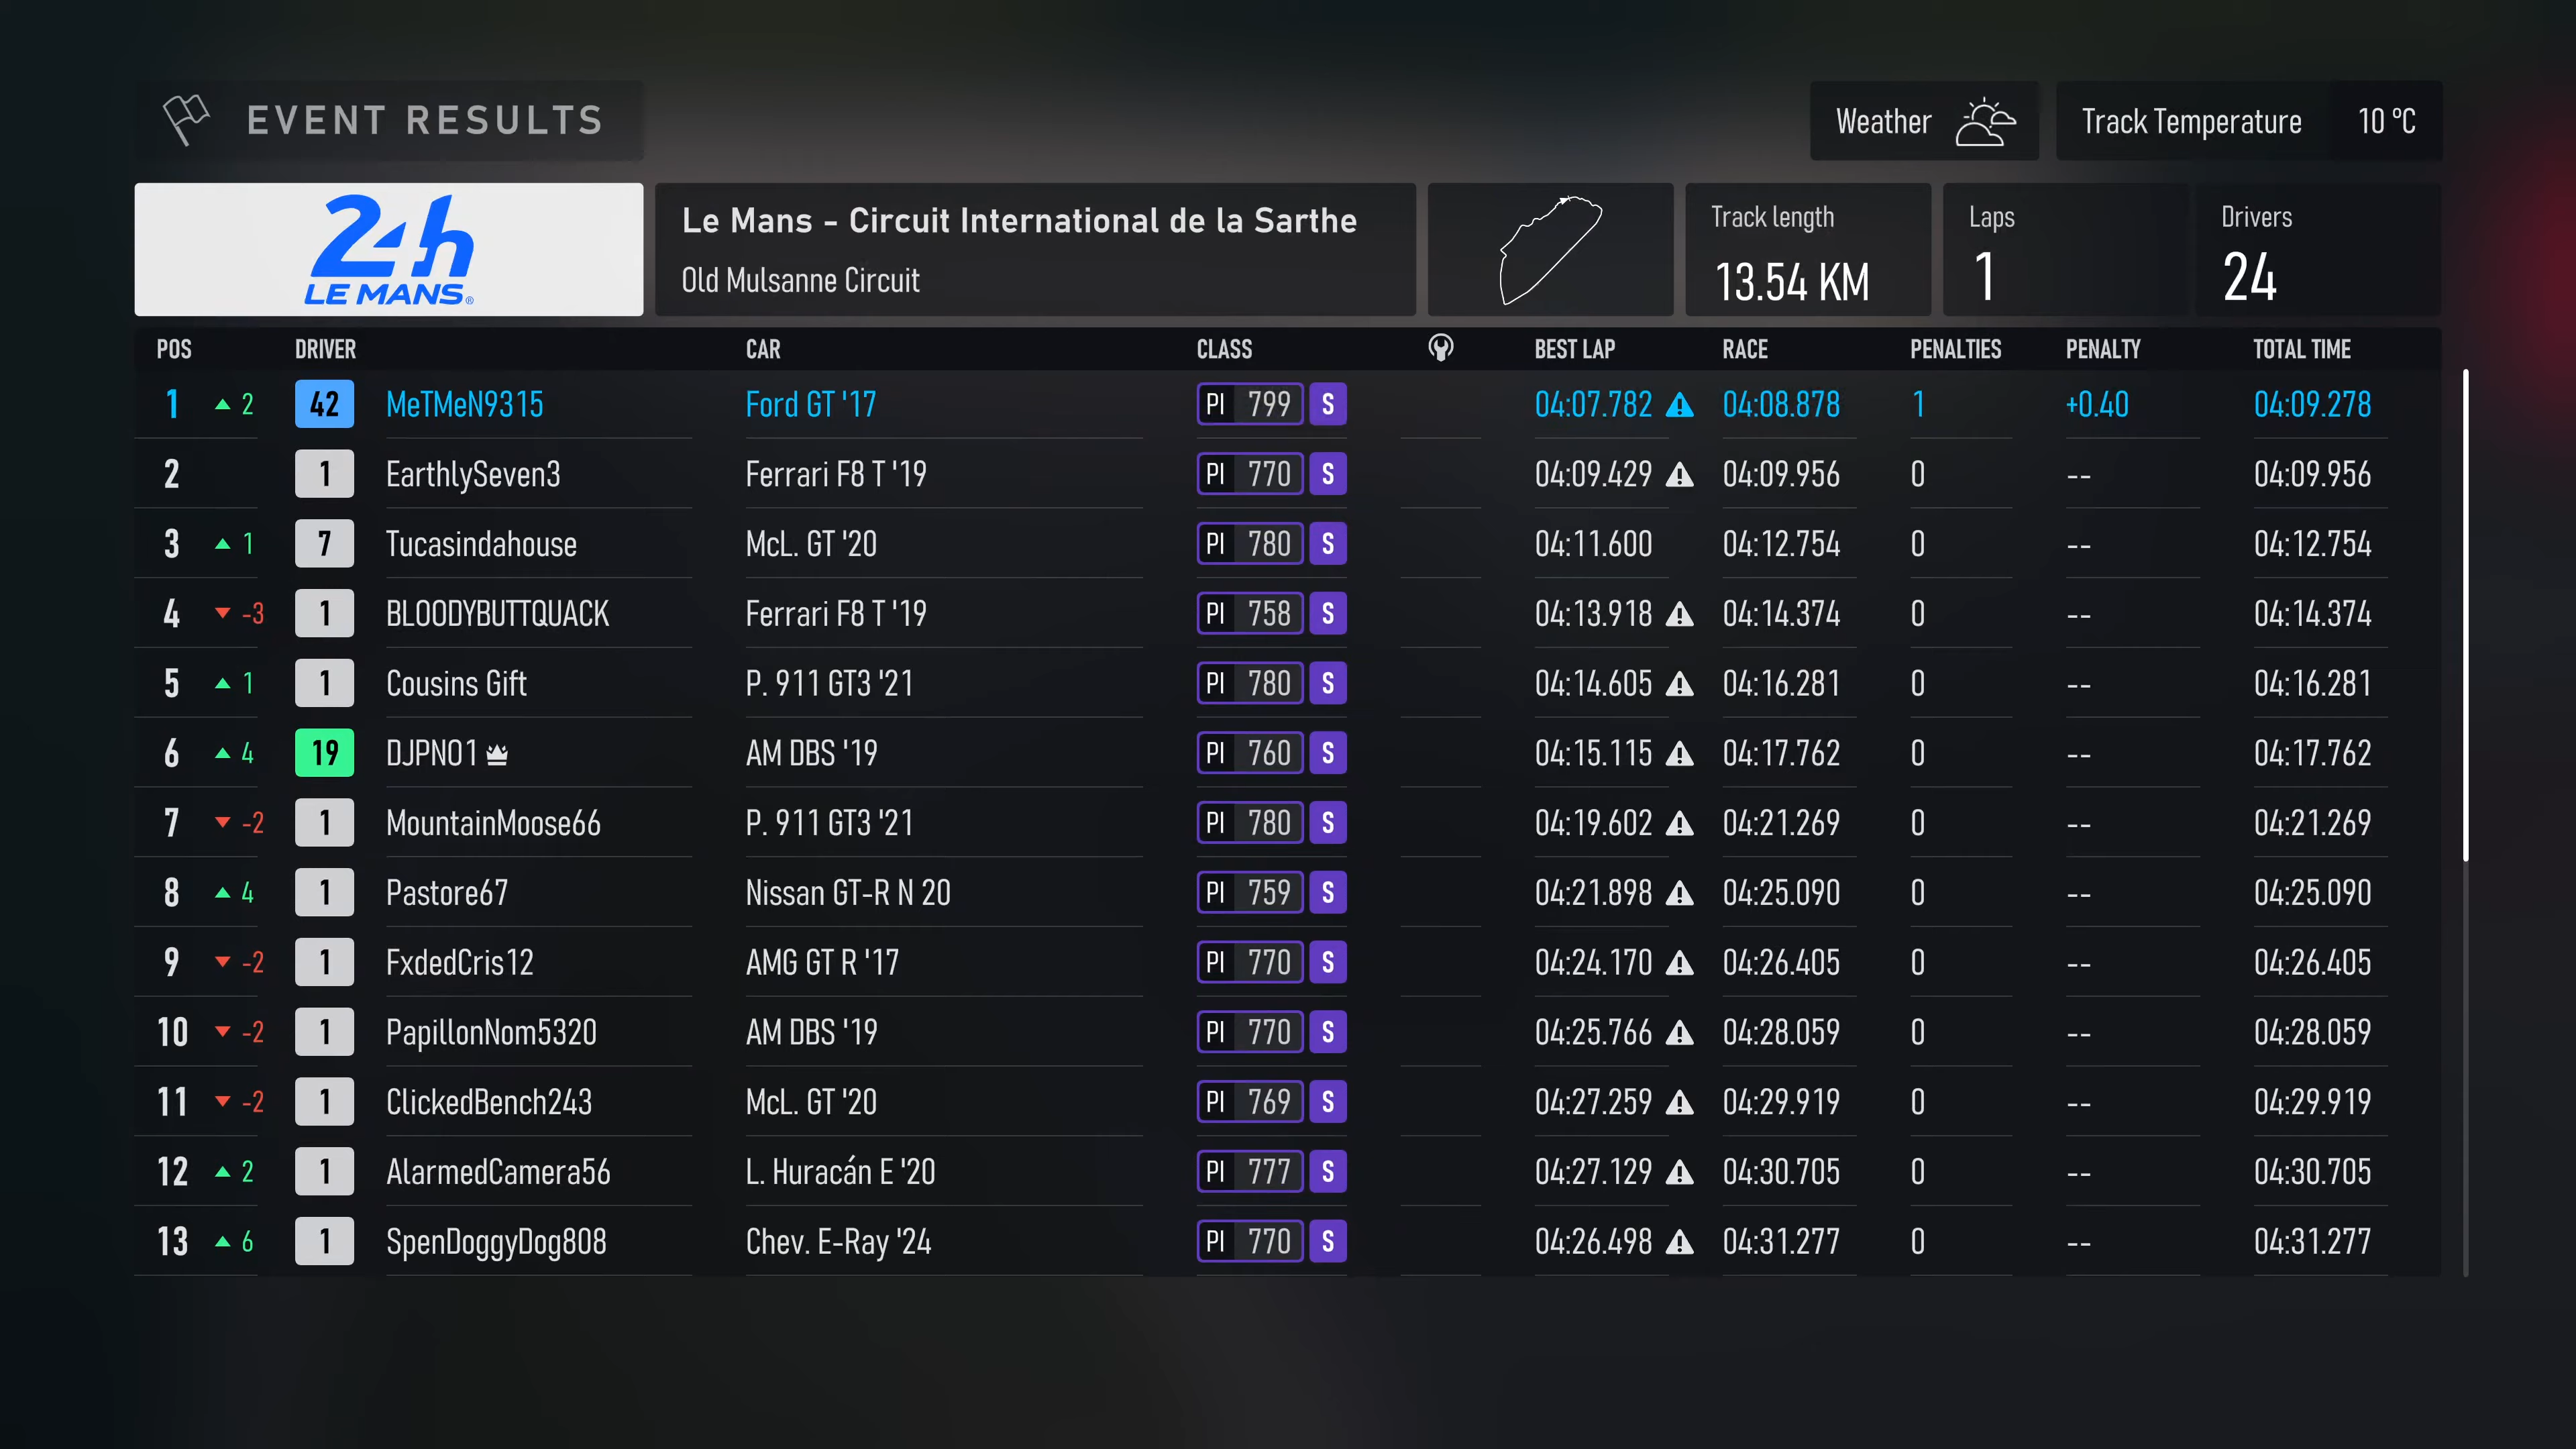 EVENT RESULTS
Weather
Track Temperature 10 ºC
24h
LE MANS®
Le Mans - Circuit International de la Sarthe
Old Mulsanne Circuit
Track length
13.54 KM
Laps
1
Drivers
24
POS DRIVER CAR CLASS BEST LAP RACE PENALTIES PENALTY TOTAL TIME
1 2 42 MeTMeN9315 Ford GT '17 PI 799 S 04:07.782 04:08.878 1 +0.40 04:09.278
2 1 EarthlySeven3 Ferrari F8 T '19 PI 770 S 04:09.429 04:09.956 0 -- 04:09.956
3 1 7 Tucasindahouse McL. GT '20 PI 780 S 04:11.600 04:12.754 0 -- 04:12.754
4 -3 1 BLOODYBUTTQUACK Ferrari F8 T '19 PI 758 S 04:13.918 04:14.374 0 -- 04:14.374
5 1 1 Cousins Gift P. 911 GT3 '21 PI 780 S 04:14.605 04:16.281 0 -- 04:16.281
6 4 19 DJPNO1 AM DBS '19 PI 760 S 04:15.115 04:17.762 0 -- 04:17.762
7 -2 1 MountainMoose66 P. 911 GT3 '21 PI 780 S 04:19.602 04:21.269 0 -- 04:21.269
8 4 1 Pastore67 Nissan GT-R N 20 PI 759 S 04:21.898 04:25.090 0 -- 04:25.090
9 -2 1 FxdedCris12 AMG GT R '17 PI 770 S 04:24.170 04:26.405 0 -- 04:26.405
10 -2 1 PapillonNom5320 AM DBS '19 PI 770 S 04:25.766 04:28.059 0 -- 04:28.059
11 -2 1 ClickedBench243 McL. GT '20 PI 769 S 04:27.259 04:29.919 0 -- 04:29.919
12 2 1 AlarmedCamera56 L. Huracán E '20 PI 777 S 04:27.129 04:30.705 0 -- 04:30.705
13 6 1 SpenDoggyDog808 Chev. E-Ray '24 PI 770 S 04:26.498 04:31.277 0 -- 04:31.277